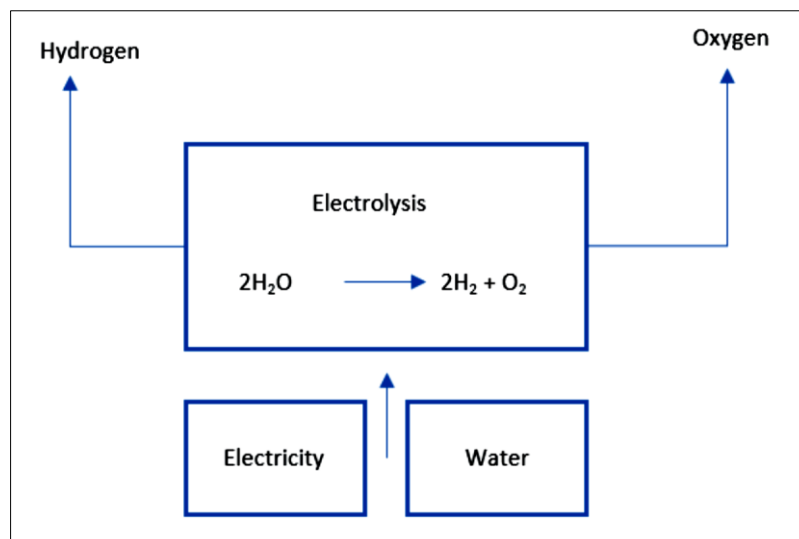 Hydrogen
Oxygen
Electrolysis
2H₂O → 2H₂ + O₂
Electricity
Water